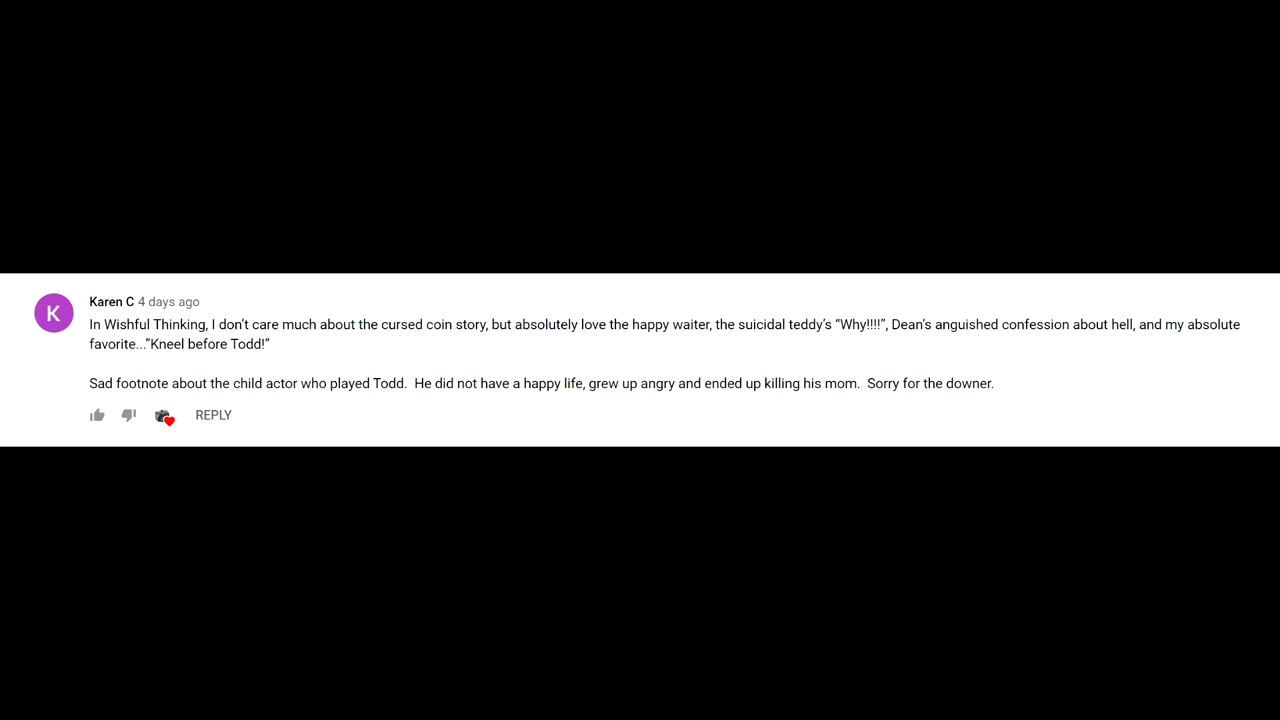 K
Karen C 4 days ago
In Wishful Thinking, I don’t care much about the cursed coin story, but absolutely love the happy waiter, the suicidal teddy’s “Why!!!!”, Dean’s anguished confession about hell, and my absolute
favorite...”Kneel before Todd!”
Sad footnote about the child actor who played Todd.  He did not have a happy life, grew up angry and ended up killing his mom.  Sorry for the downer.
REPLY